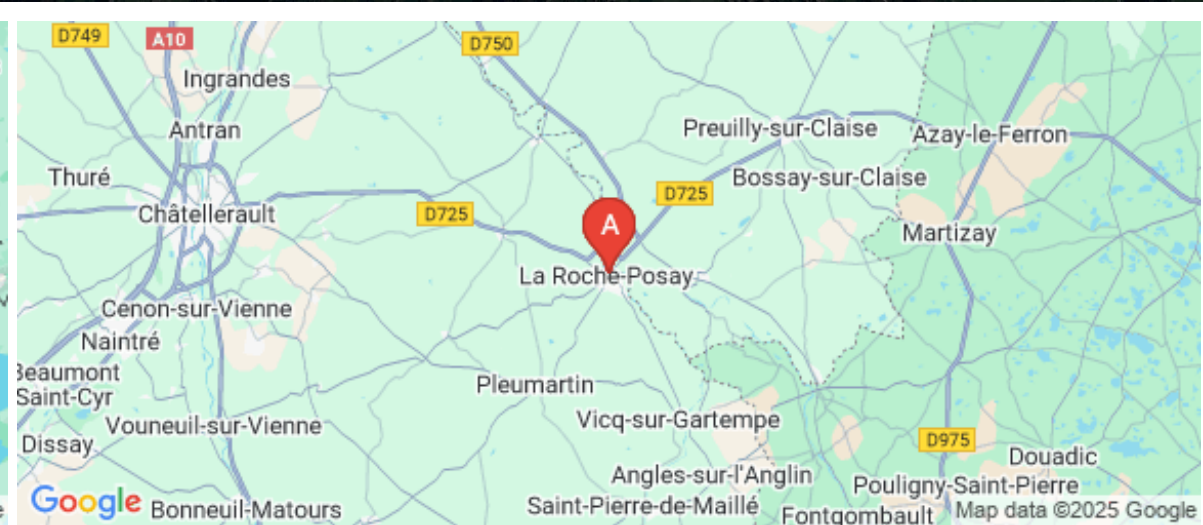 D749
A10
D750
Ingrandes
Antran
Preuilly-sur-Claise
Azay-le-Ferron
Thuré
Bossay-sur-Claise
D725
D725
Châtellerault
A
Martizay
La Roche-Posay
Cenon-sur-Vienne
Naintré
Beaumont
Saint-Cyr
Pleumartin
Vouneuil-sur-Vienne
Vicq-sur-Gartempe
Dissay
D975
Douadic
Angles-sur-l'Anglin
Pouligny-Saint-Pierre
Google
Bonneuil-Matours
Saint-Pierre-de-Maillé
Fontgombault
Map data ©2025 Google